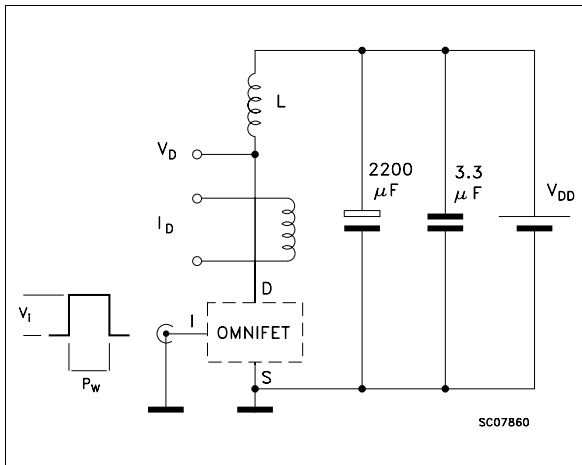 L
V_D
2200
μF
3.3
μF
V_DD
I_D
D
V_i
I
OMNIFET
P_W
S
SC07860